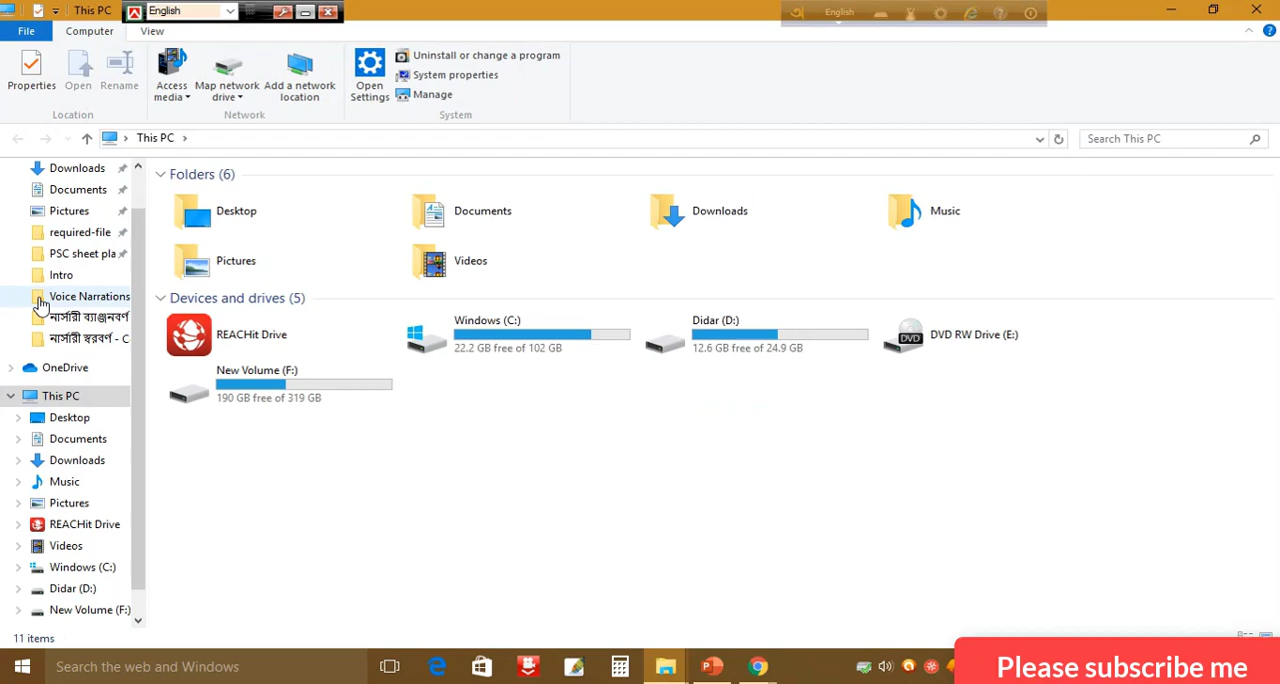 This PC
English
English
File
Computer
View
Properties
Open
Rename
Access media
Map network drive
Add a network location
Open Settings
Uninstall or change a program
System properties
Manage
Location
Network
System
This PC
Search This PC
Downloads
Documents
Pictures
required-file
PSC sheet pla
Intro
Voice Narrations
নার্সারী ব্যাঞ্জনবর্ণ
নার্সারী স্বরবর্ণ - C
OneDrive
This PC
Desktop
Documents
Downloads
Music
Pictures
REACHit Drive
Videos
Windows (C:)
Didar (D:)
New Volume (F:)
Folders (6)
Desktop
Documents
Downloads
Music
Pictures
Videos
Devices and drives (5)
REACHit Drive
Windows (C:)
22.2 GB free of 102 GB
Didar (D:)
12.6 GB free of 24.9 GB
DVD RW Drive (E:)
New Volume (F:)
190 GB free of 319 GB
11 items
Search the web and Windows
Please subscribe me